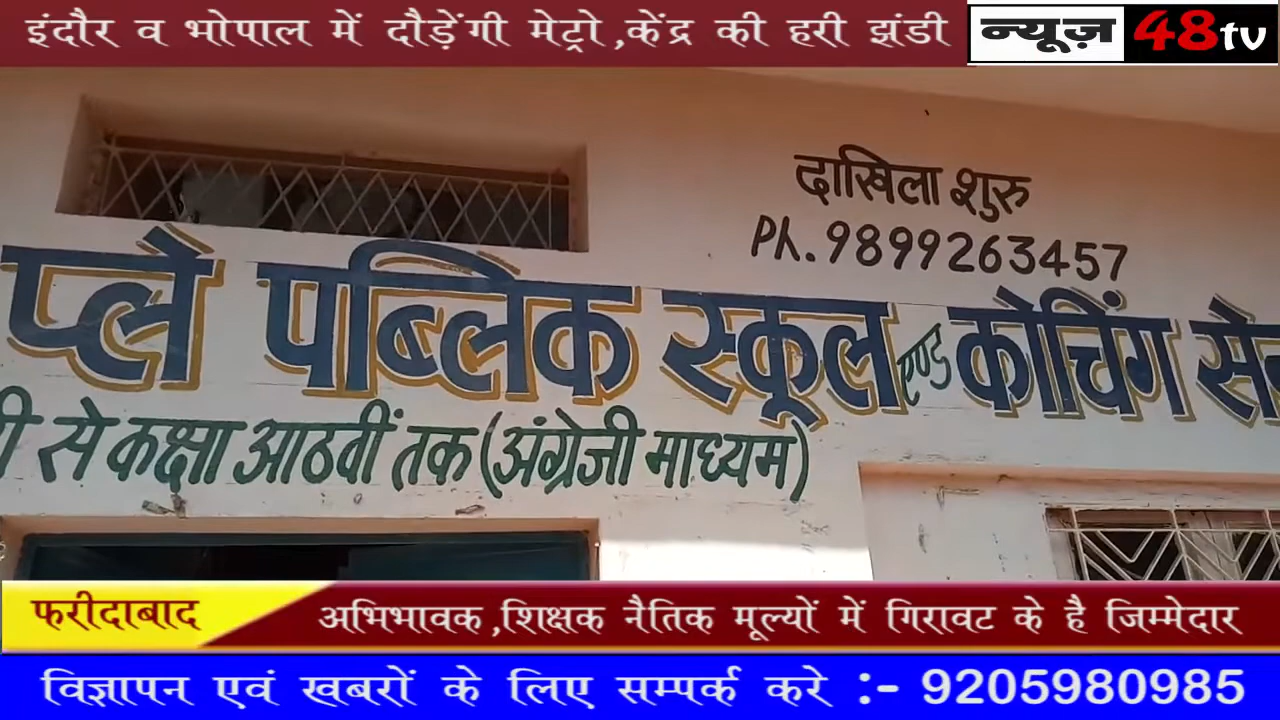 इंदौर व भोपाल में दौड़ेंगी मेट्रो ,केंद्र की हरी झंडी
न्यूज़ 48tv
दाखिला शुरु
Ph. 9899263457
प्ले पब्लिक स्कूल एण्ड कोचिंग
से कक्षा आठवीं तक (अंग्रेजी माध्यम)
फरीदाबाद
अभिभावक ,शिक्षक नैतिक मूल्यों में गिरावट के है जिम्मेदार
विज्ञापन एवं खबरों के लिए सम्पर्क करे :- 9205980985